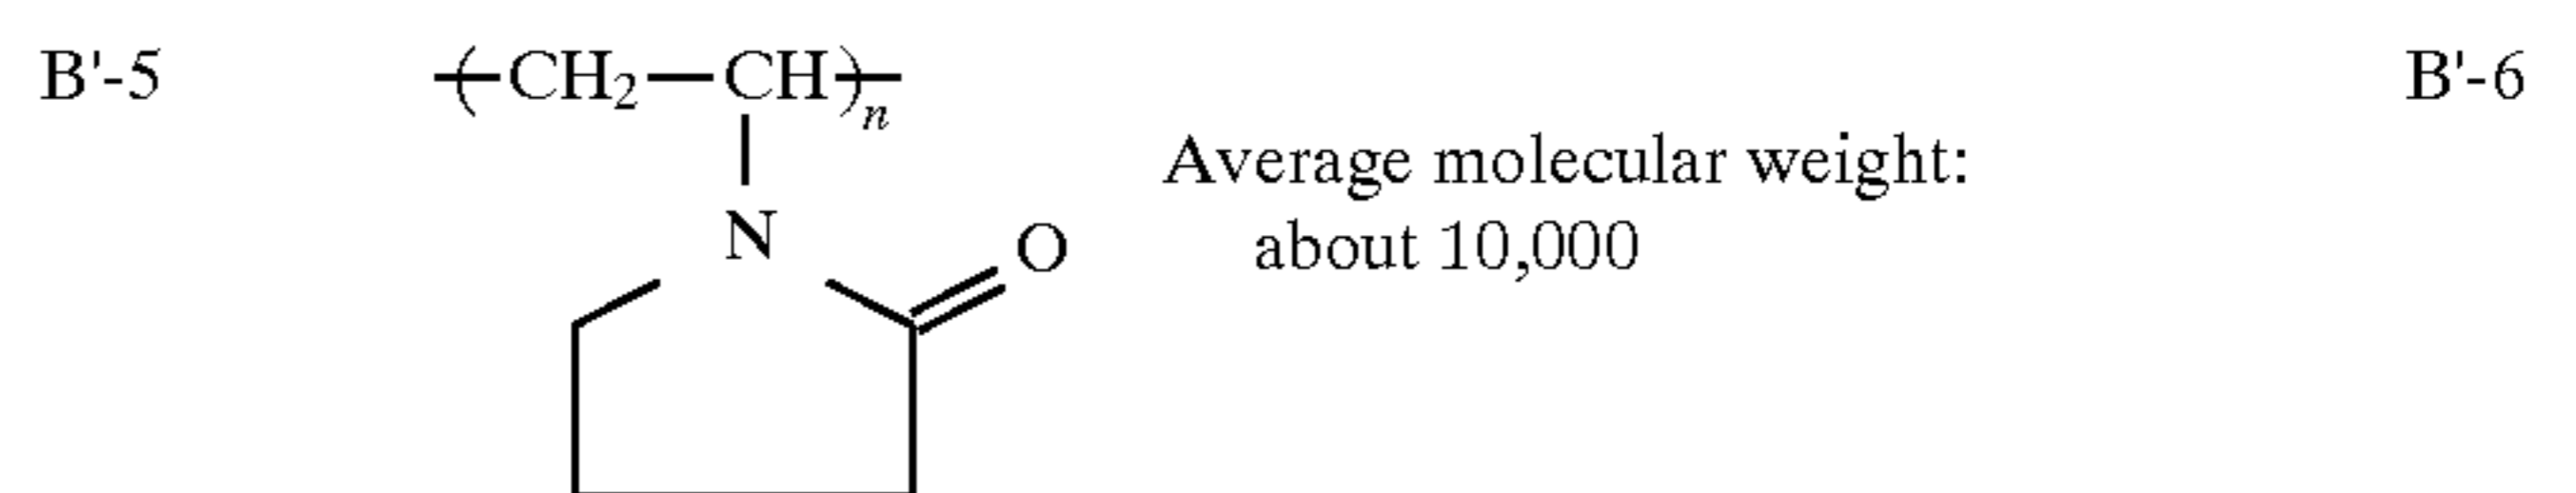 B'-5 —(CH₂—CH)ₙ— B'-6
Average molecular weight:
N O
about 10,000